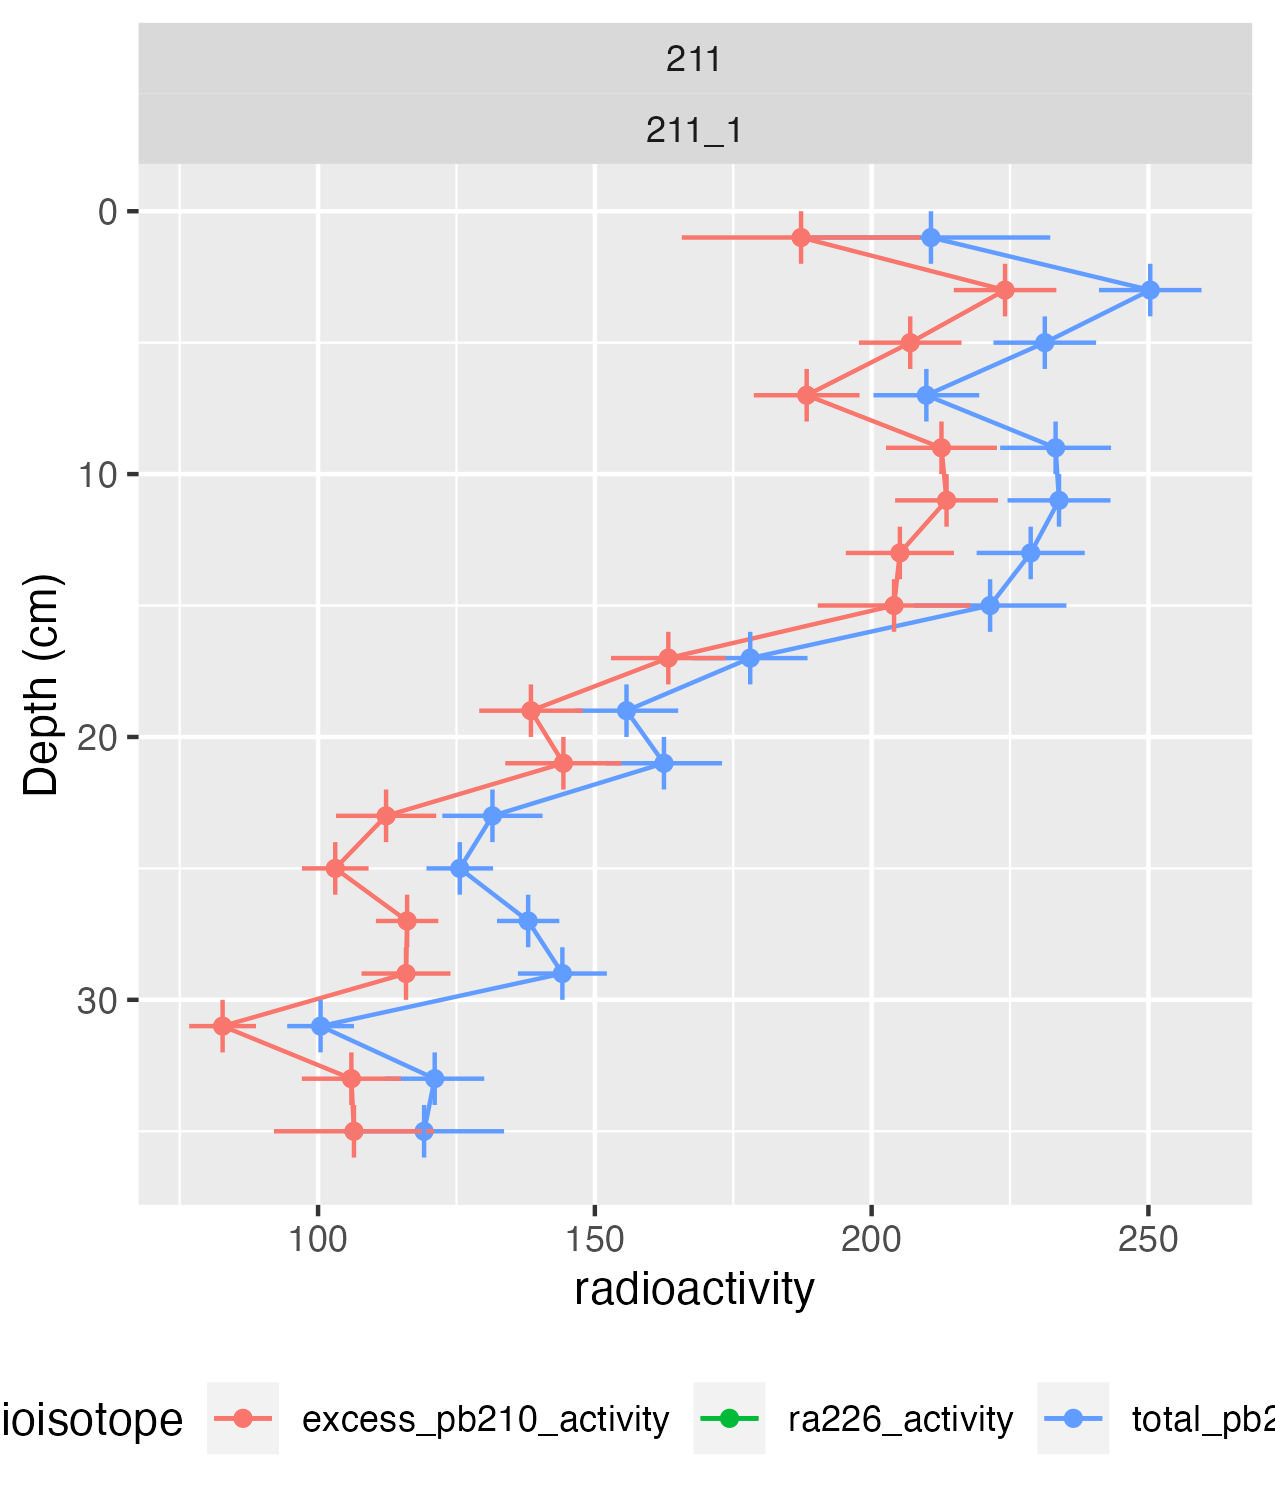 211
211_1
0
10
20
30
Depth (cm)
100 150 200 250
radioactivity
ioisotope excess_pb210_activity ra226_activity total_pb2